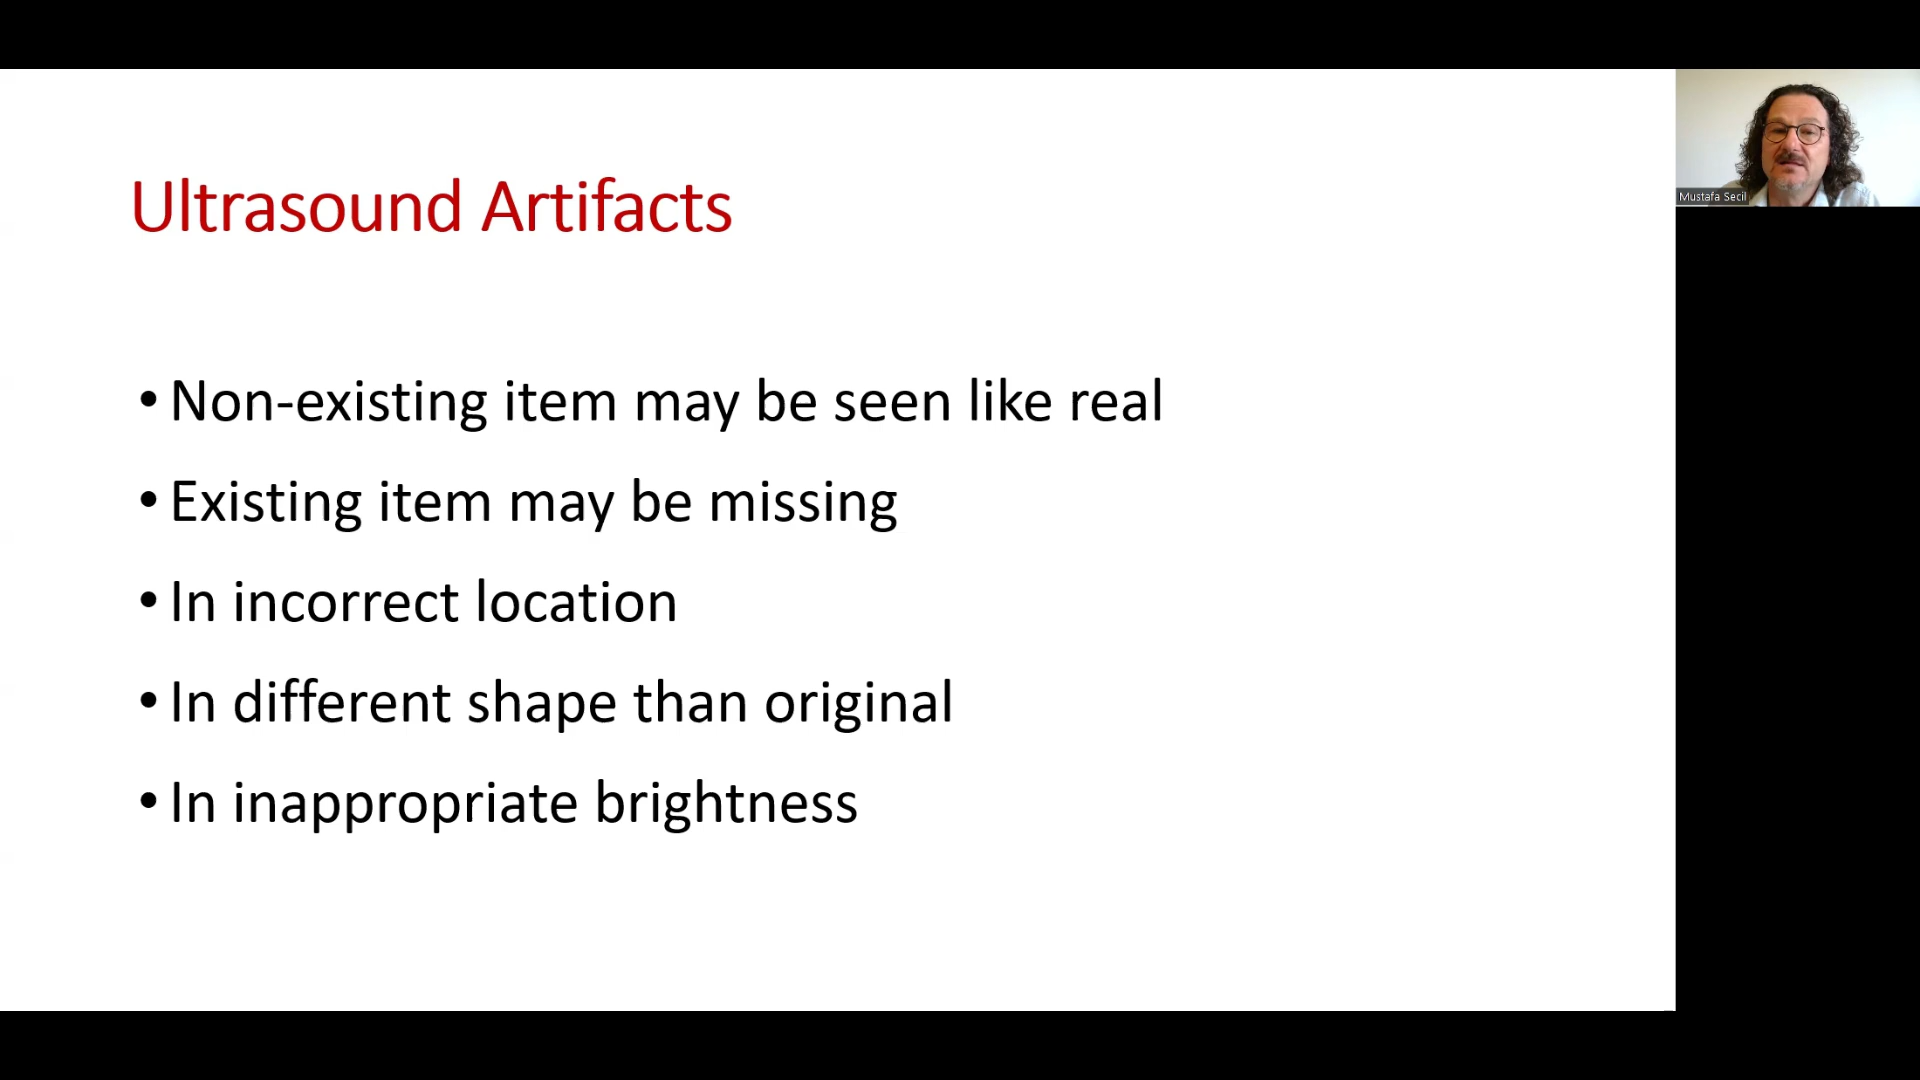 Ultrasound Artifacts
• Non-existing item may be seen like real
• Existing item may be missing
• In incorrect location
• In different shape than original
• In inappropriate brightness
Mustafa Secil